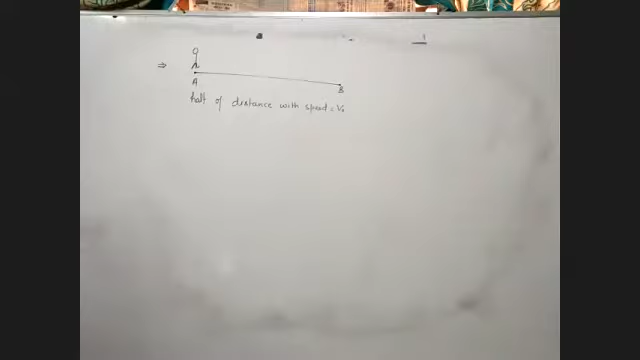 ⇒
A
B
half of distance with speed = V₀